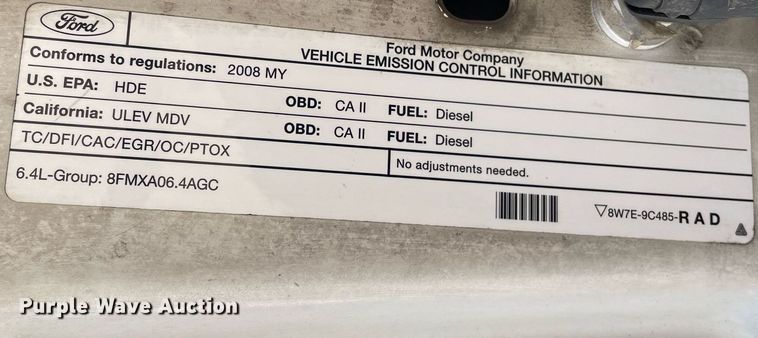 Ford
Ford Motor Company
VEHICLE EMISSION CONTROL INFORMATION
Conforms to regulations: 2008 MY
U.S. EPA: HDE OBD: CA II FUEL: Diesel
California: ULEV MDV OBD: CA II FUEL: Diesel
TC/DFI/CAC/EGR/OC/PTOX No adjustments needed.
6.4L-Group: 8FMXA06.4AGC
▽8W7E-9C485-R A D
Purple Wave Auction